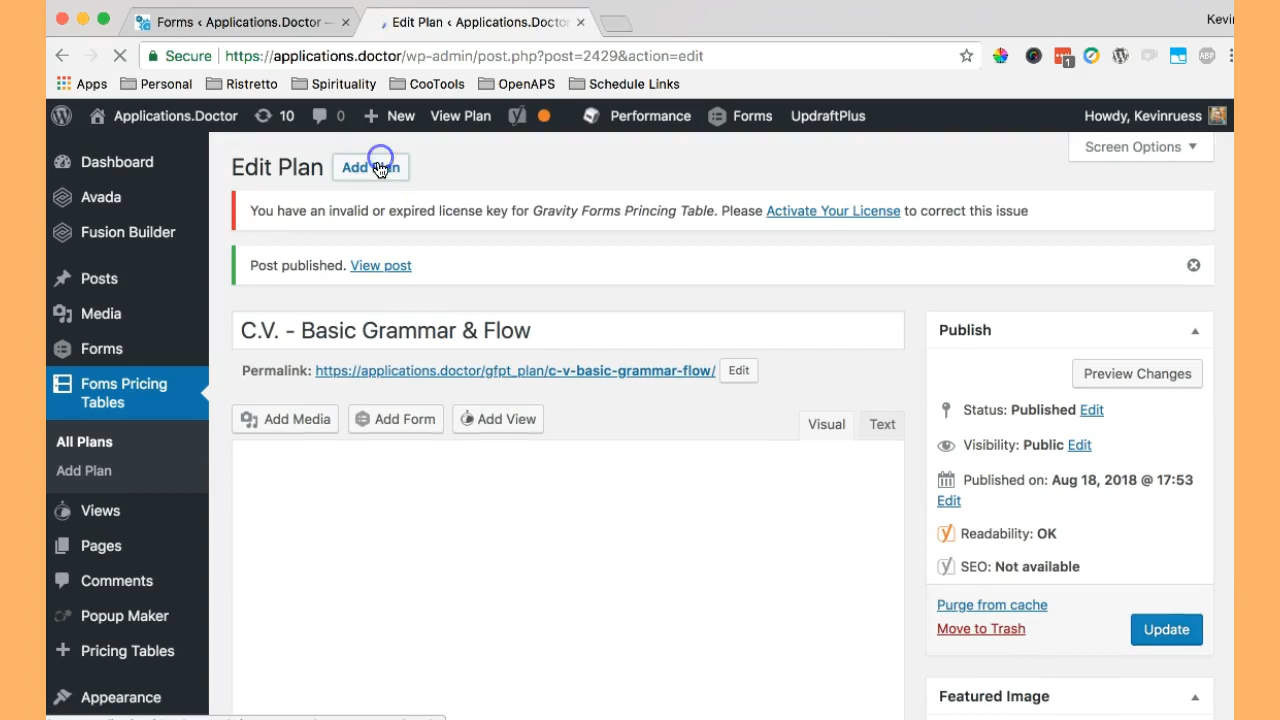 Forms ‹ Applications.Doctor —
Edit Plan ‹ Applications.Docto
Kevin
Secure
https://applications.doctor/wp-admin/post.php?post=2429&action=edit
1
ABP
Apps Personal Ristretto Spirituality CooTools OpenAPS Schedule Links
Applications.Doctor 10 0 New View Plan Performance Forms UpdraftPlus Howdy, Kevinruess
Screen Options
Dashboard
Avada
Fusion Builder
Posts
Media
Forms
Foms Pricing
Tables
All Plans
Add Plan
Views
Pages
Comments
Popup Maker
Pricing Tables
Appearance
Edit Plan Add Plan
You have an invalid or expired license key for Gravity Forms Princing Table. Please Activate Your License to correct this issue
Post published. View post
C.V. - Basic Grammar & Flow
Permalink: https://applications.doctor/gfpt_plan/c-v-basic-grammar-flow/ Edit
Add Media Add Form Add View
Visual Text
Publish
Preview Changes
Status: Published Edit
Visibility: Public Edit
Published on: Aug 18, 2018 @ 17:53
Edit
Readability: OK
SEO: Not available
Purge from cache
Move to Trash
Update
Featured Image